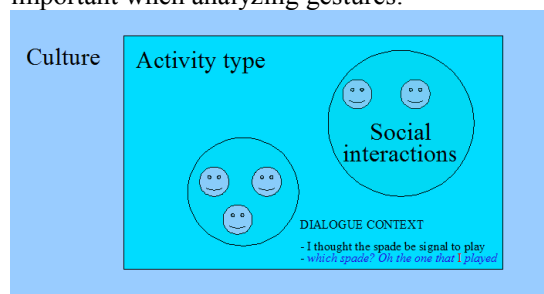 important when analyzing gestures.
Culture
Activity type
Social
interactions
DIALOGUE CONTEXT
- I thought the spade be signal to play
- which spade? Oh the one that I played